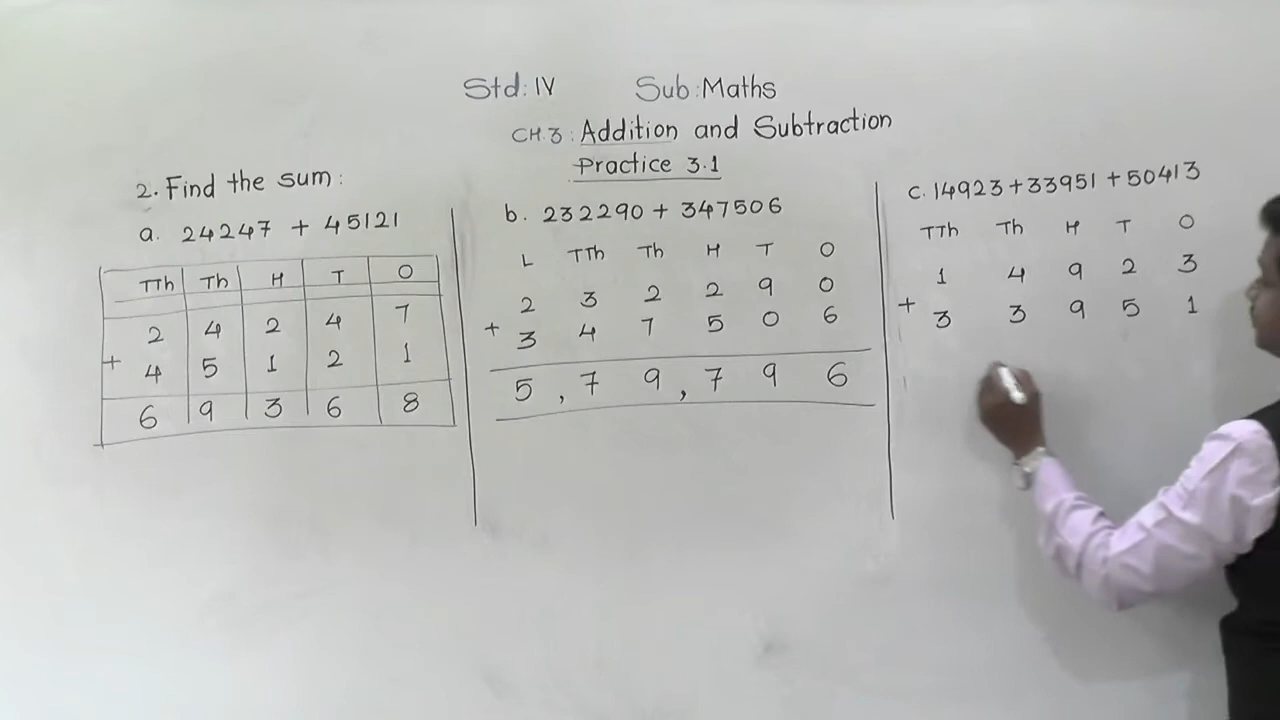 Std: IV Sub: Maths
CH.3: Addition and Subtraction
Practice 3.1
2. Find the sum:
a. 24247 + 45121
TTh Th H T O
2 4 2 4 7
+ 4 5 1 2 1
6 9 3 6 8
b. 232290 + 347506
L TTh Th H T O
2 3 2 2 9 0
+ 3 4 7 5 0 6
5 , 7 9 , 7 9 6
c. 14923+33951+50413
TTh Th H T O
1 4 9 2 3
+ 3 3 9 5 1